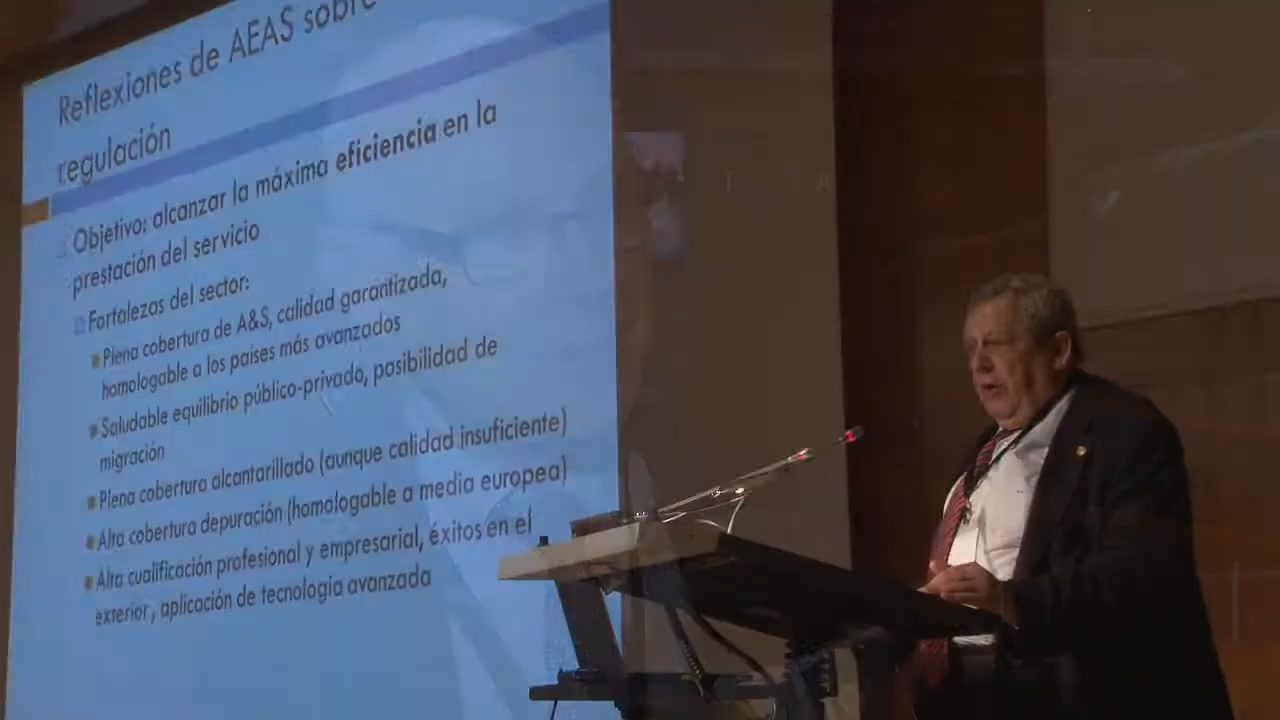 Reflexiones de AEAS sobre
regulación
Objetivo: alcanzar la máxima eficiencia en la
prestación del servicio
Fortalezas del sector:
Plena cobertura de A&S, calidad garantizada,
homologable a los países más avanzados
Saludable equilibrio público-privado, pasibilidad de
migración
Plena cobertura alcantarillado (aunque calidad insuficiente)
Alta cobertura depuración (homologable a media europea)
Alta cualificación profesional y empresarial, éxitos en el
exterior, aplicación de tecnología avanzada